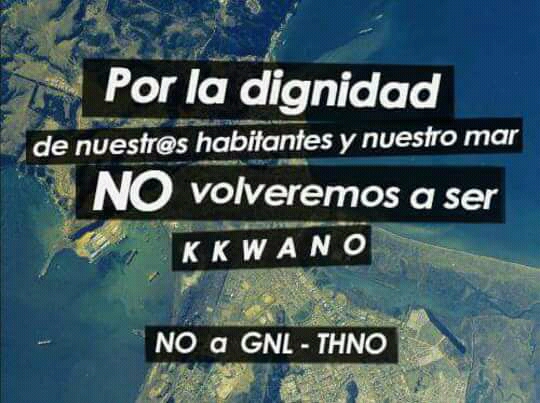 Por la dignidad
de nuestr@s habitantes y nuestro mar
NO volveremos a ser
KKWANO
NO a GNL - THNO